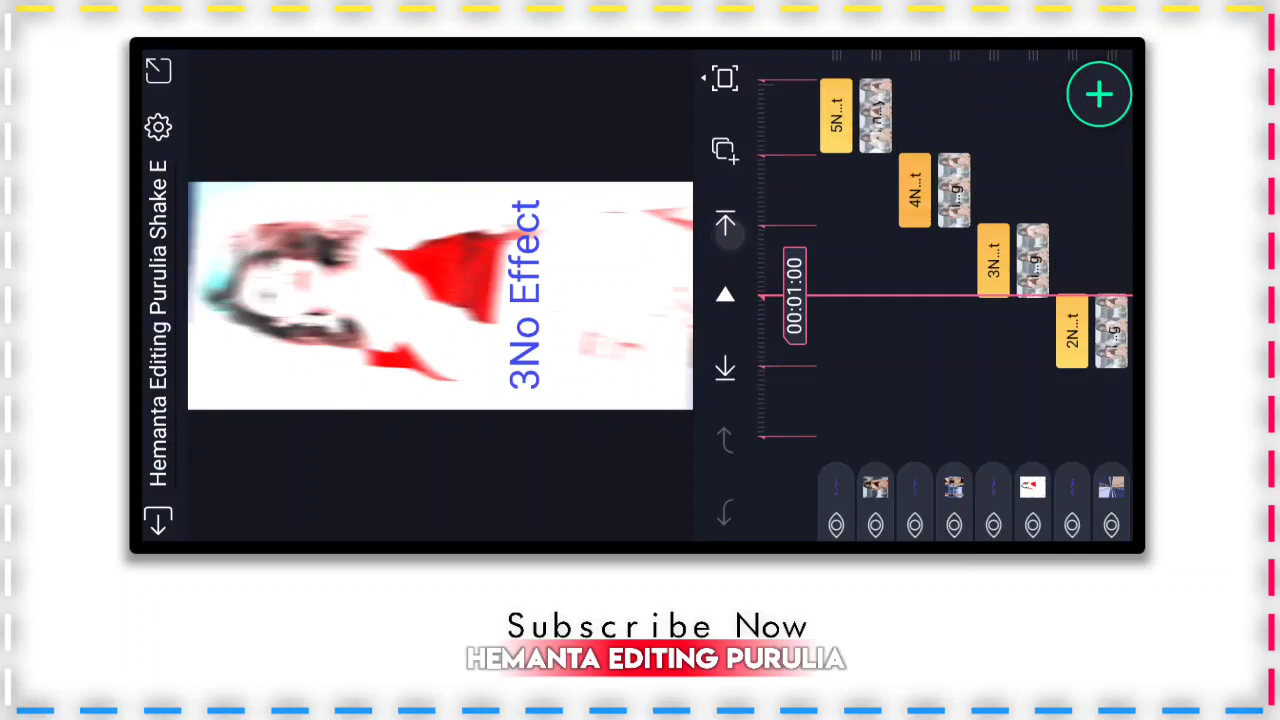 Hemanta Editing Purulia Shake E
3No Effect
00:01:00
5N...t
4N...t
...g
3N...t
...g
2N...t
Subscribe Now
HEMANTA EDITING PURULIA